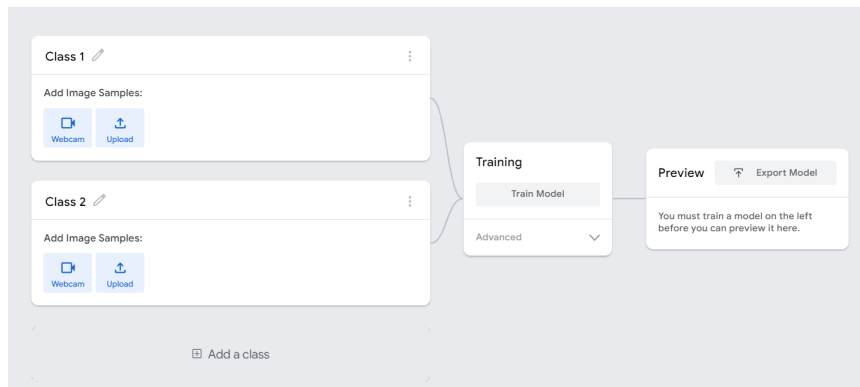 Class 1
Add Image Samples:
Webcam Upload
Class 2
Add Image Samples:
Webcam Upload
Add a class
Training
Train Model
Advanced
Preview
Export Model
You must train a model on the left
before you can preview it here.